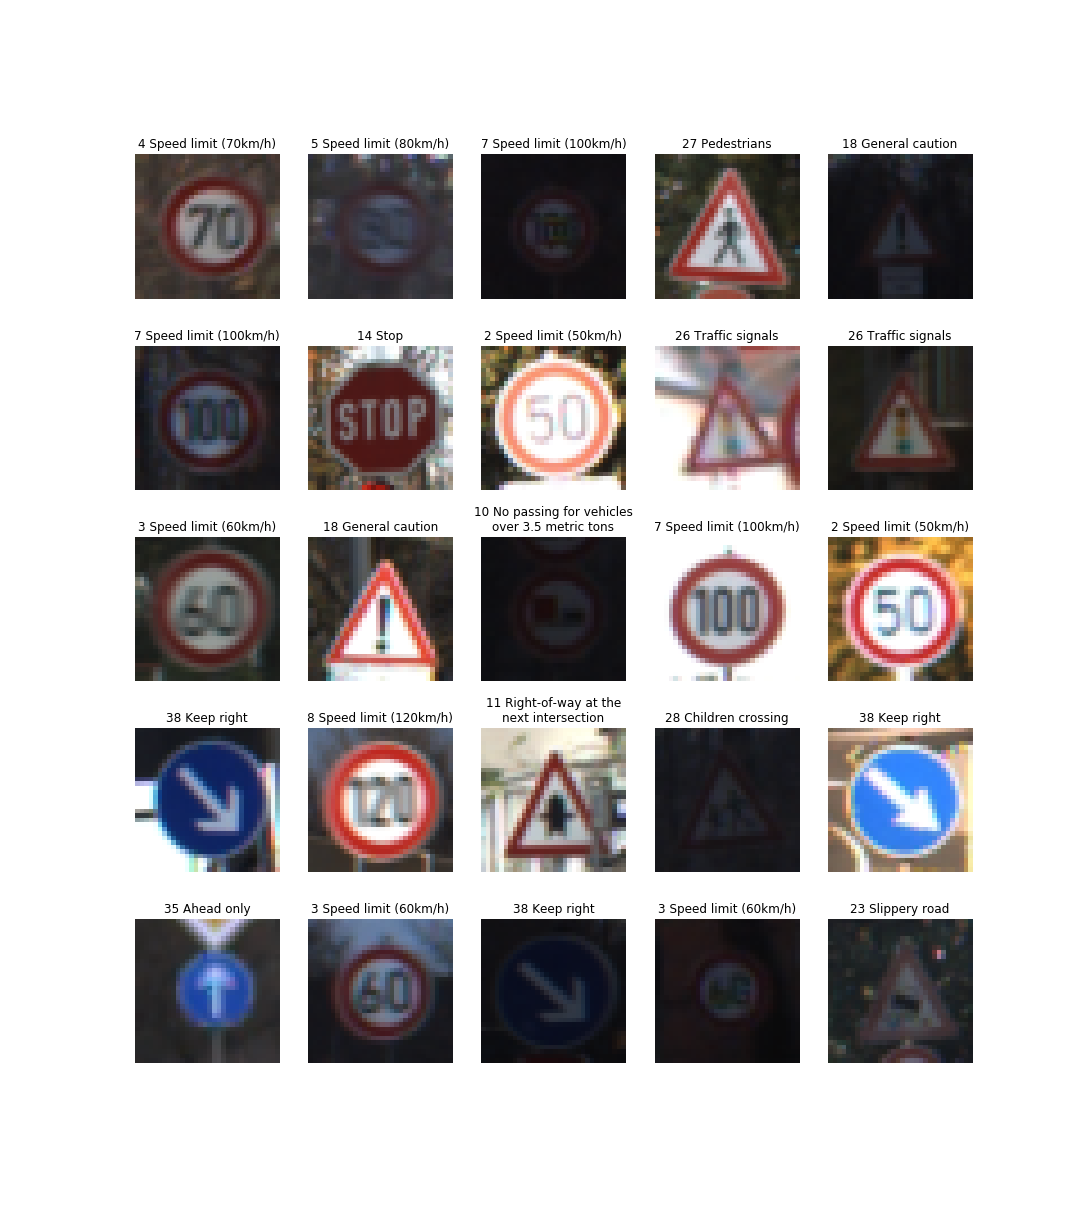 4 Speed limit (70km/h)
5 Speed limit (80km/h)
7 Speed limit (100km/h)
27 Pedestrians
18 General caution
70
80
100
7 Speed limit (100km/h)
14 Stop
2 Speed limit (50km/h)
26 Traffic signals
26 Traffic signals
100
STOP
50
3 Speed limit (60km/h)
18 General caution
10 No passing for vehicles
over 3.5 metric tons
7 Speed limit (100km/h)
2 Speed limit (50km/h)
60
!
100
50
38 Keep right
8 Speed limit (120km/h)
11 Right-of-way at the
next intersection
28 Children crossing
38 Keep right
120
35 Ahead only
3 Speed limit (60km/h)
38 Keep right
3 Speed limit (60km/h)
23 Slippery road
60
60